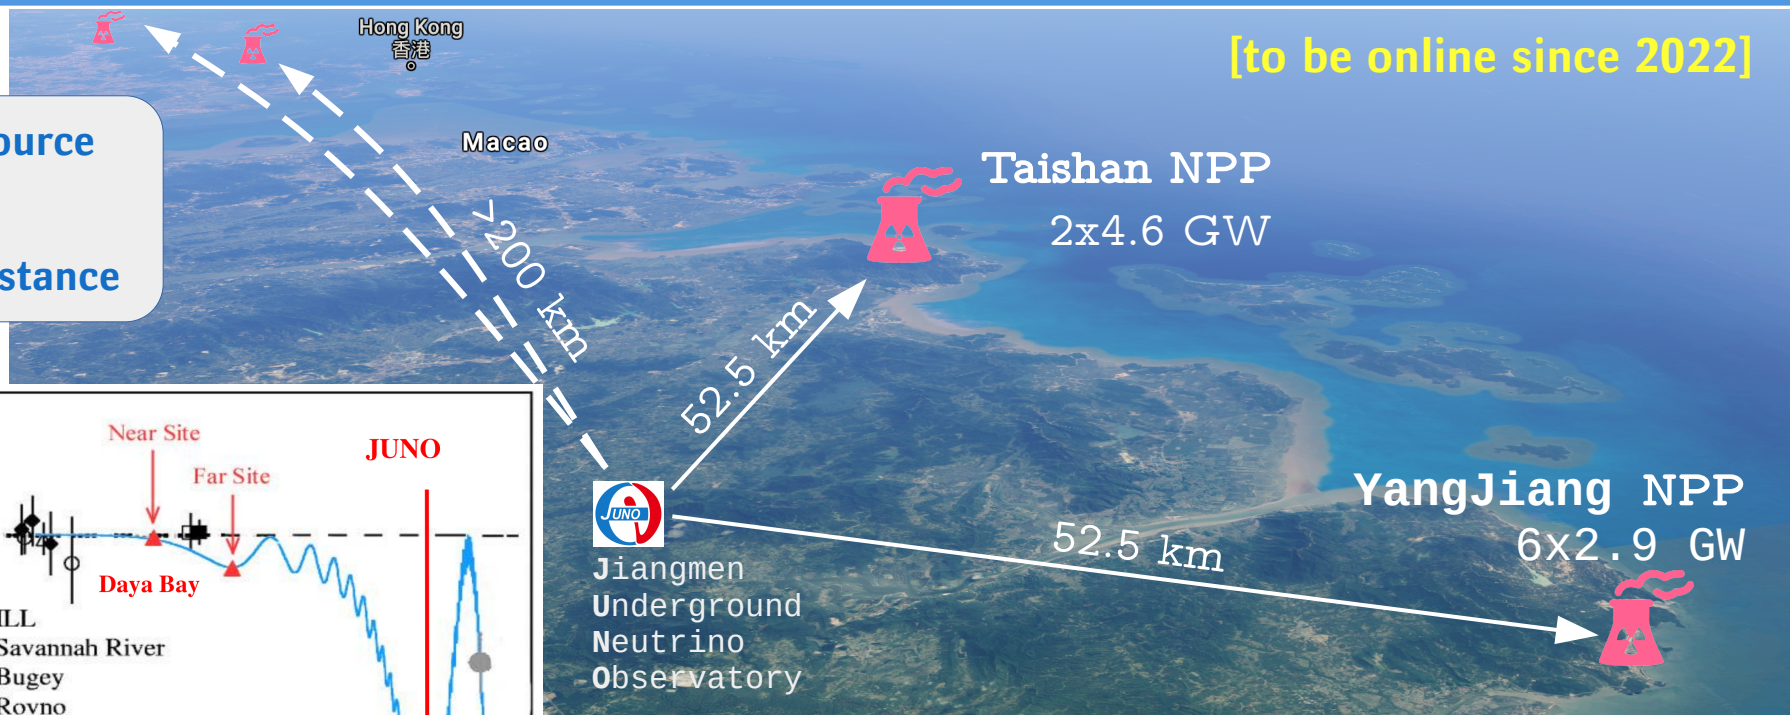 Hong Kong
香港
[to be online since 2022]
ource
stance
Macao
Taishan NPP
2x4.6 GW
>200 km
52.5 km
Near Site
Far Site
JUNO
Daya Bay
ILL
Savannah River
Bugey
Rovno
JUNO
Jiangmen
Underground
Neutrino
Observatory
52.5 km
YangJiang NPP
6x2.9 GW